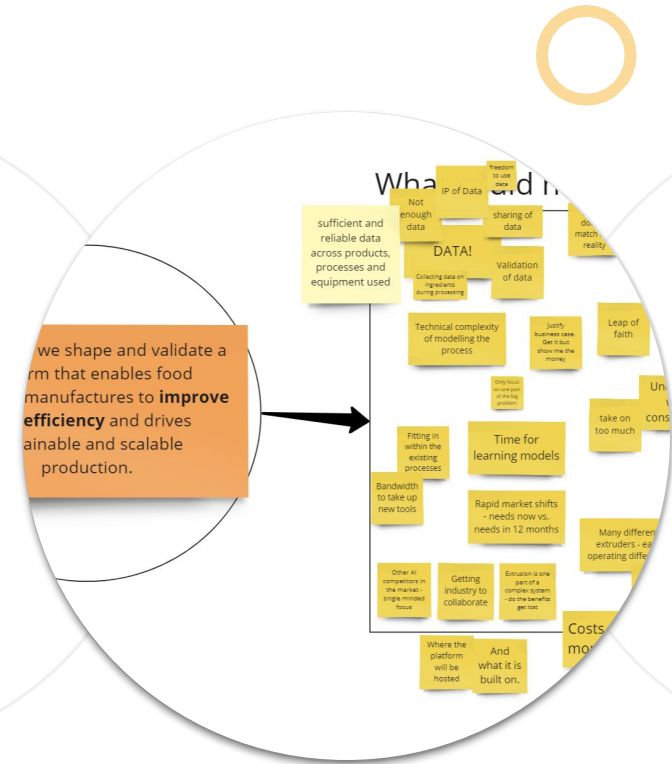 What
h
IP of Data
freedom
to use
data
Not
enough
data
sharing of
data
do
match
reality
sufficient and
reliable data
across products,
processes and
equipment used
DATA!
Validation
of data
Collecting data on
ingredients
during processing
we shape and validate a
rm that enables food
manufactures to improve
efficiency and drives
ainable and scalable
production.
Technical complexity
of modelling the
process
Justify
business case.
Get it but
show me the
money
Leap of
faith
Only focus
on one part
of the big
problem
Un
cons
take on
too much
Fitting in
within the
existing
processes
Time for
learning models
Bandwidth
to take up
new tools
Rapid market shifts
- needs now vs.
needs in 12 months
Many differen
extruders - ea
operating diffe
Other AI
competitors in
the market -
single minded
focus
Getting
industry to
collaborate
Extrusion is one
part of a
complex system
- do the benefits
get lost
Costs
mo
Where the
platform
will be
hosted
And
what it is
built on.